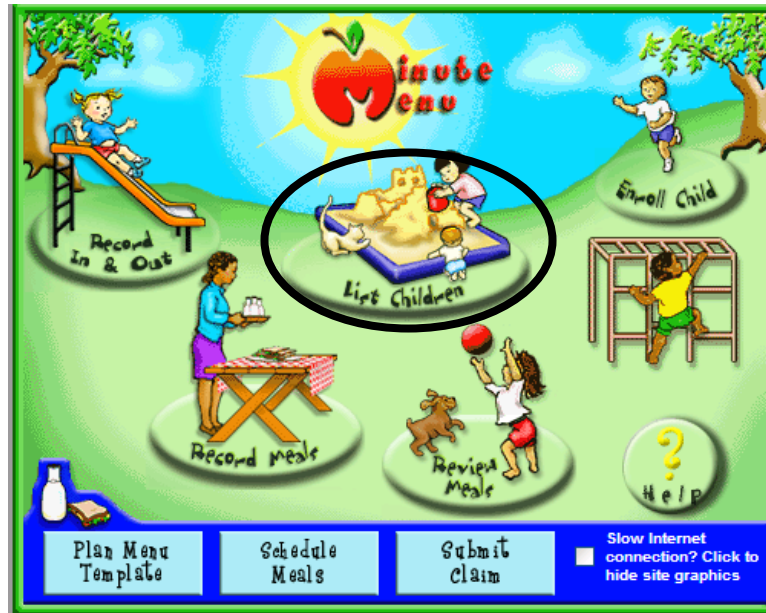 Minute
Menu
Enroll Child
Record
In & Out
List Children
Record Meals
Review
Meals
Help
Plan Menu
Template
Schedule
Meals
Submit
Claim
Slow Internet
connection? Click to
hide site graphics